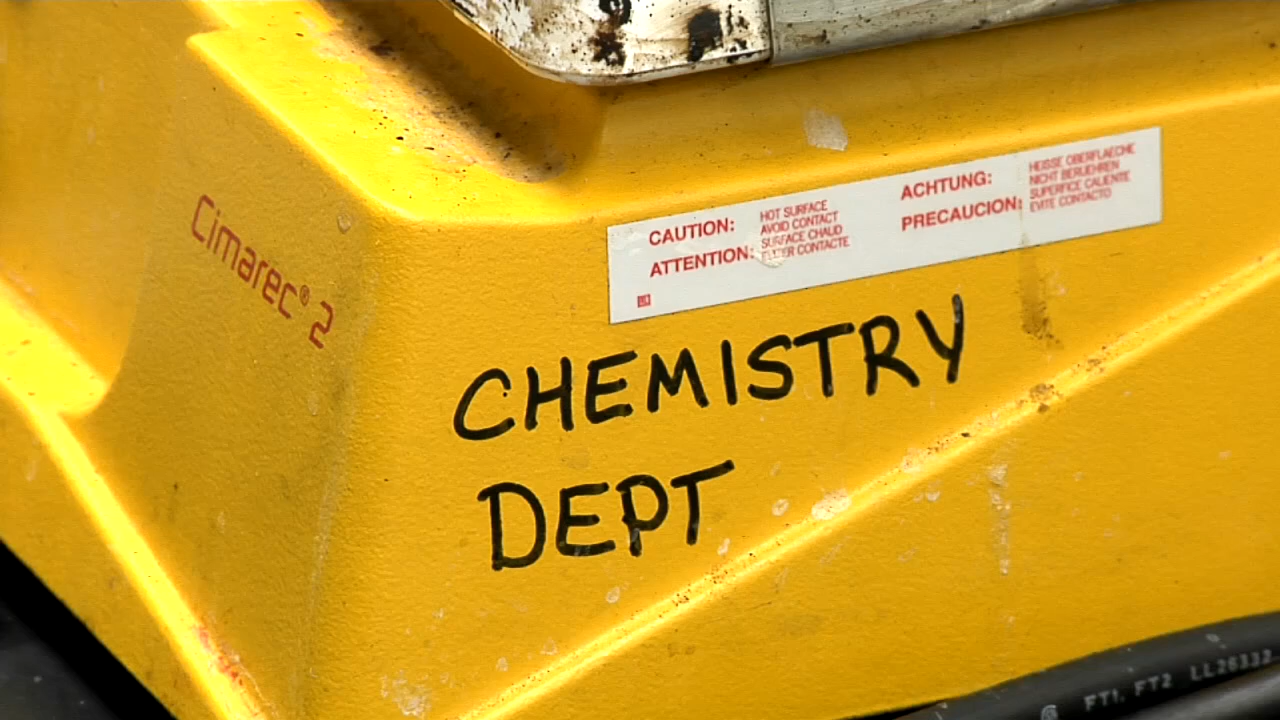 Cimarec® 2
CAUTION: HOT SURFACE
AVOID CONTACT
ATTENTION: SURFACE CHAUD
EVITER CONTACTE
ACHTUNG: HEISSE OBERFLAECHE
NICHT BERUEHREN
PRECAUCION: SUPERFICE CALIENTE
EVITE CONTACTO
CHEMISTRY
DEPT
FT1, FT2 LL26332